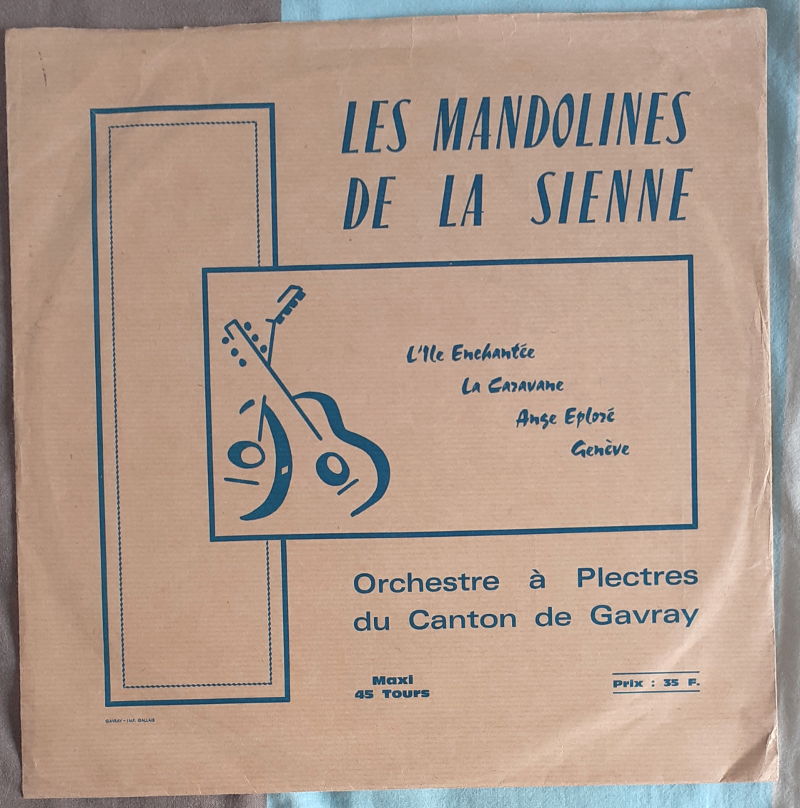 LES MANDOLINES
DE LA SIENNE
L'Ile Enchantée
La Caravane
Ange Eploré
Genève
Orchestre à Plectres
du Canton de Gavray
Maxi
45 Tours
Prix : 35 F.
GAVRAY - IMP. GALLAIS